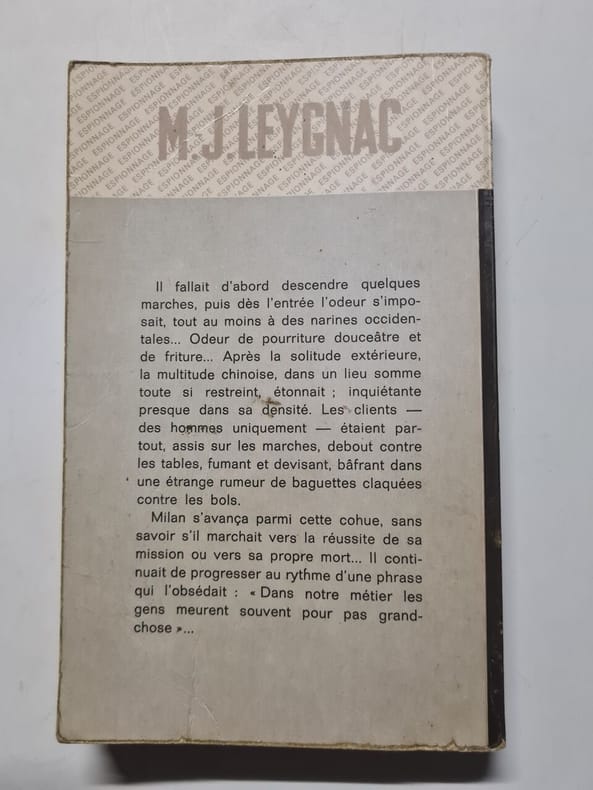 M.-J. LEYGNAC
Il fallait d'abord descendre quelques
marches, puis dès l'entrée l'odeur s'impo-
sait, tout au moins à des narines occiden-
tales... Odeur de pourriture douceâtre et
de friture... Après la solitude extérieure,
la multitude chinoise, dans un lieu somme
toute si restreint, étonnait ; inquiétante
presque dans sa densité. Les clients —
des hommes uniquement — étaient par-
tout, assis sur les marches, debout contre
les tables, fumant et devisant, bâfrant dans
une étrange rumeur de baguettes claquées
contre les bols.
Milan s'avança parmi cette cohue, sans
savoir s'il marchait vers la réussite de sa
mission ou vers sa propre mort... Il conti-
nuait de progresser au rythme d'une phrase
qui l'obsédait : « Dans notre métier les
gens meurent souvent pour pas grand-
chose »...